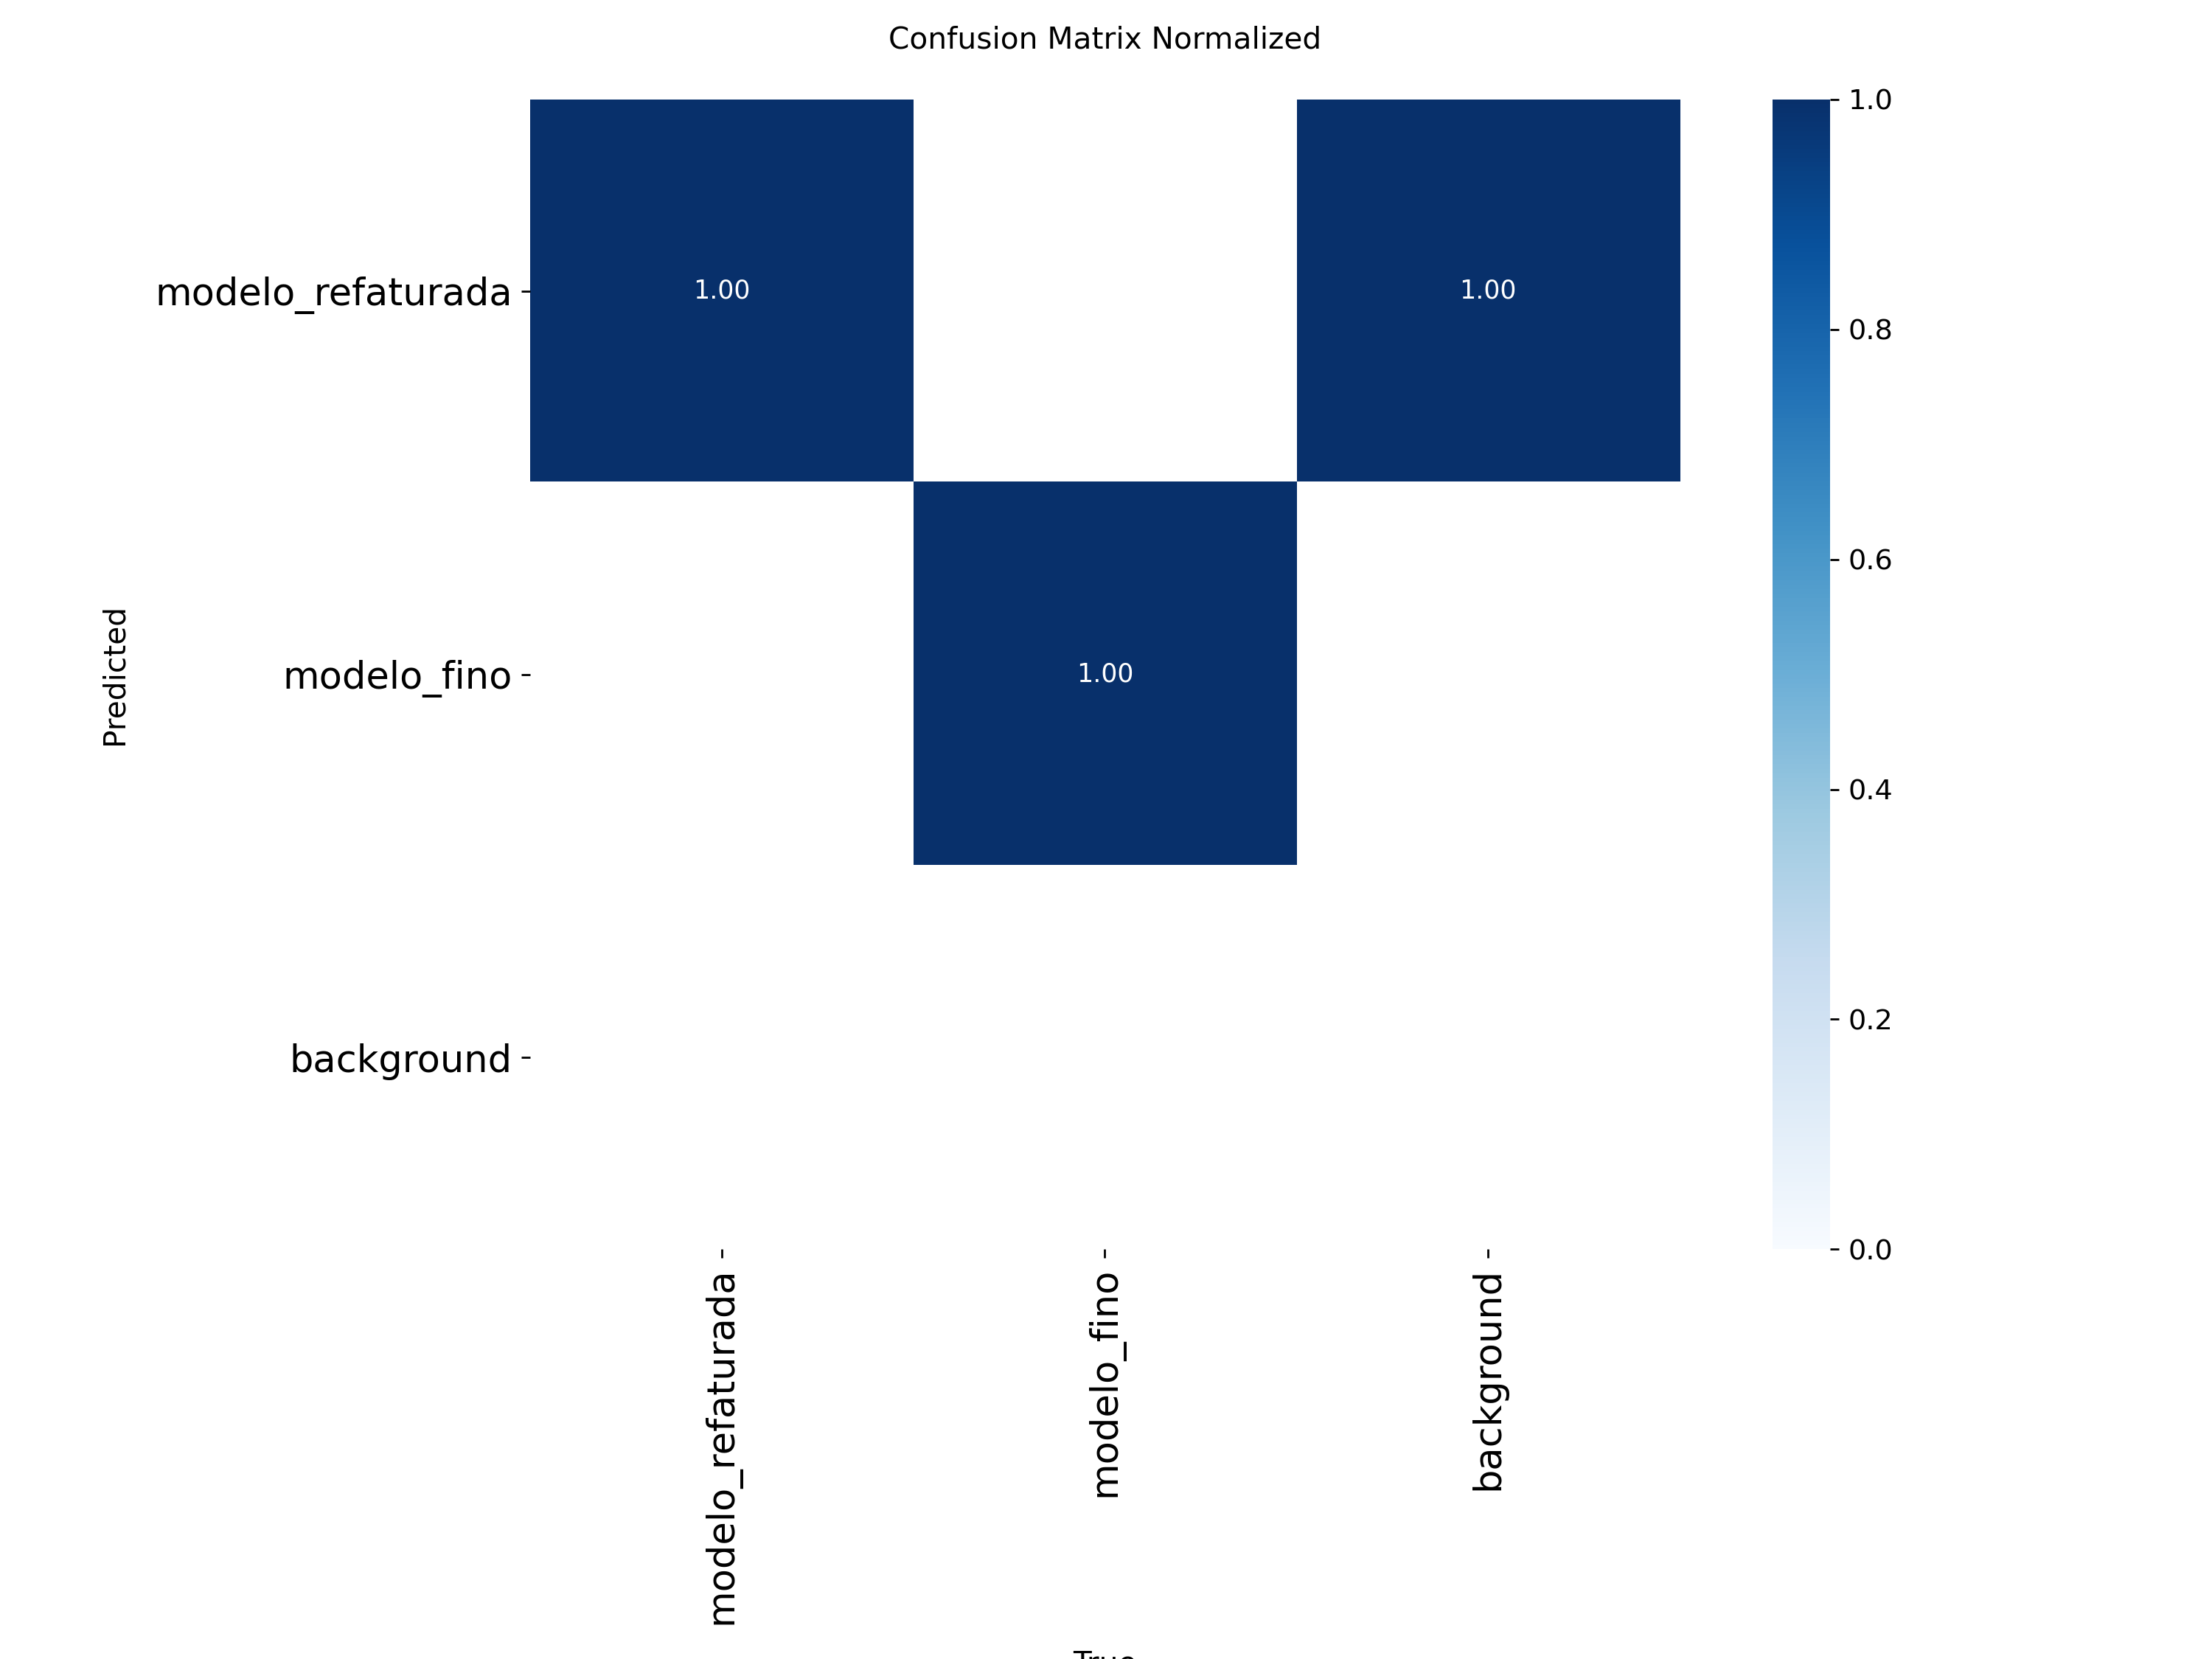 Confusion Matrix Normalized
modelo_refaturada
modelo_fino
background
Predicted
1.00
1.00
1.00
1.0
0.8
0.6
0.4
0.2
0.0
modelo_refaturada
modelo_fino
background
True